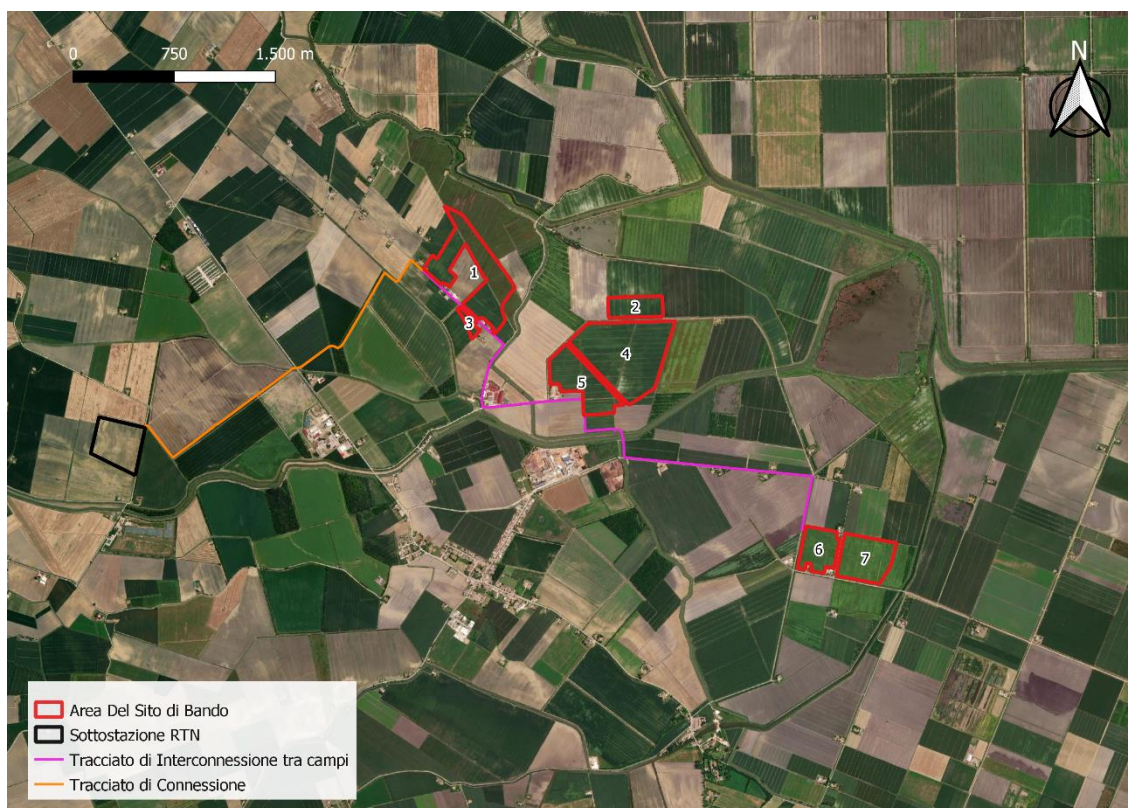 0 750 1.500 m
N
1
2
3
4
5
6
7
Area Del Sito di Bando
Sottostazione RTN
Tracciato di Interconnessione tra campi
Tracciato di Connessione